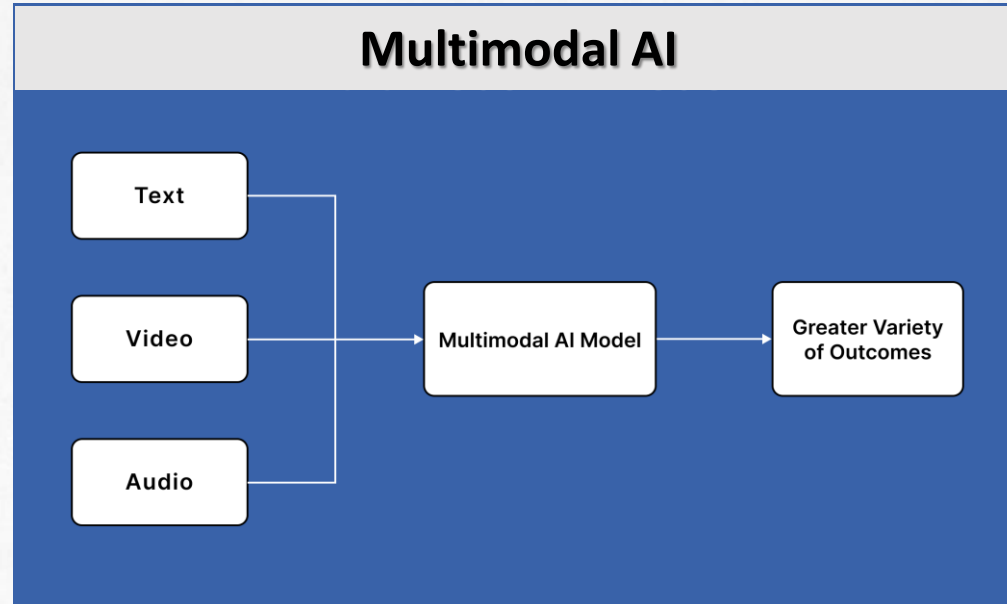 Multimodal AI
Text
Video
Audio
Multimodal AI Model
Greater Variety
of Outcomes